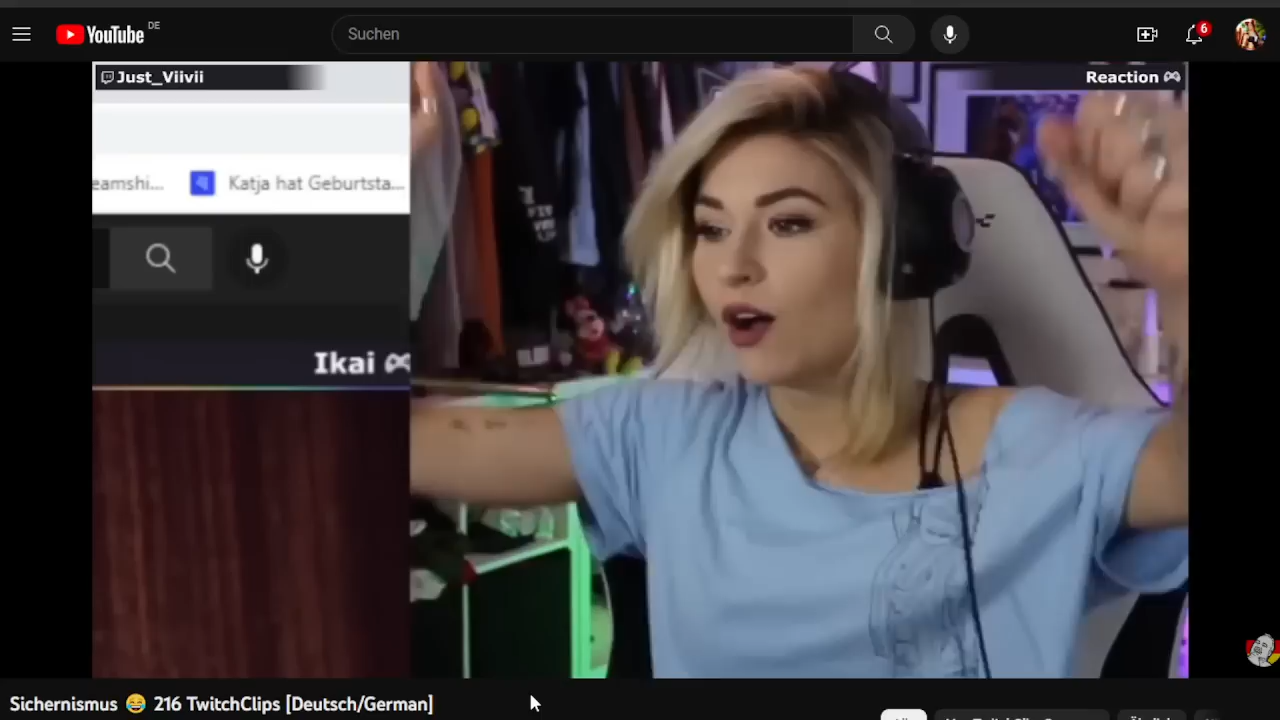 YouTube DE
Suchen
6
Just_Viivii
Reaction
eamshi...
Katja hat Geburtsta...
Ikai
Sichernismus 😂 216 TwitchClips [Deutsch/German]